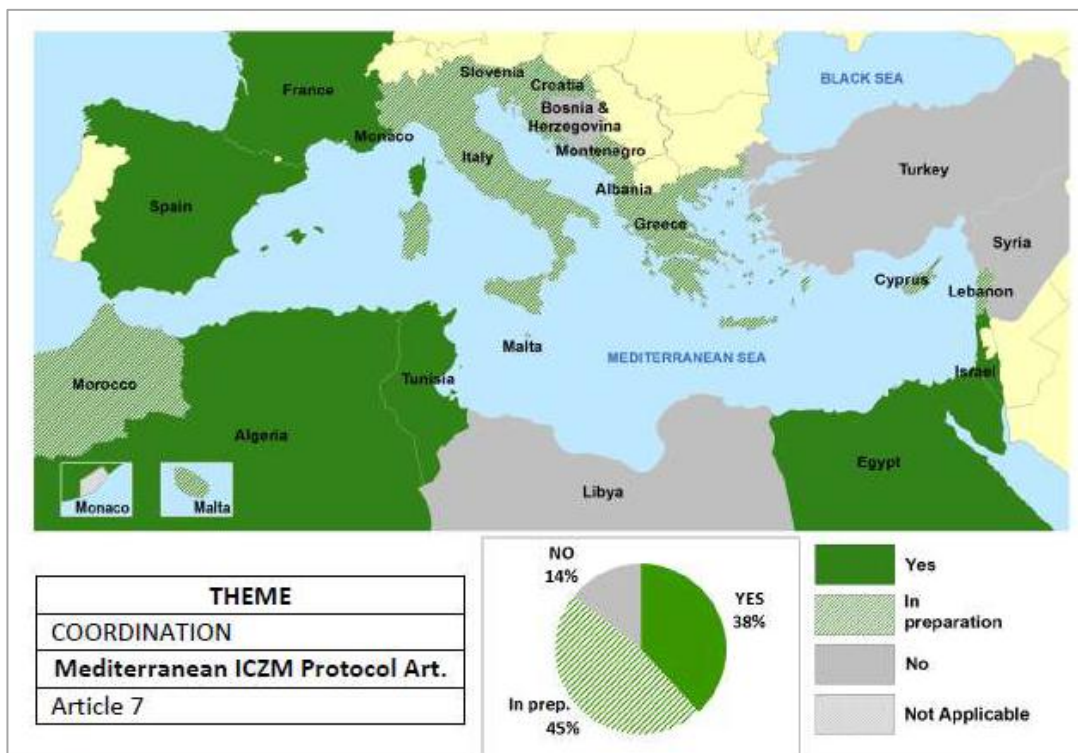 BLACK SEA
Slovenia
Croatia
France
Bosnia &
Herzegovina
Monaco
Montenegro
Italy
Turkey
Albania
Spain
Greece
Syria
Cyprus
Lebanon
Malta
MEDITERRANEAN SEA
Israel
Morocco
Tunisia
Algeria
Egypt
Libya
Monaco
Malta
THEME
COORDINATION
Mediterranean ICZM Protocol Art.
Article 7
NO
14%
YES
38%
In prep.
45%
Yes
In
preparation
No
Not Applicable